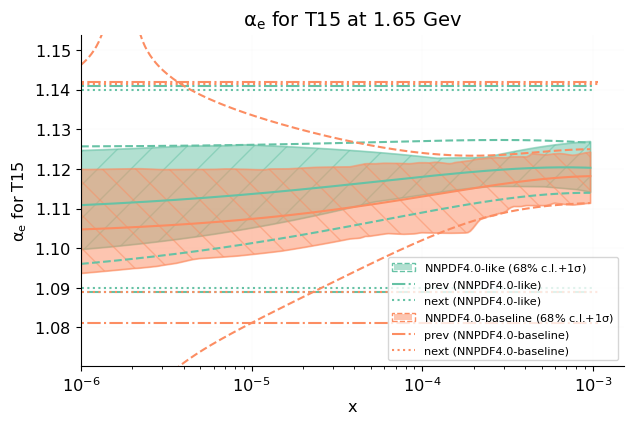 αe for T15 at 1.65 Gev
αe for T15
1.15
1.14
1.13
1.12
1.11
1.10
1.09
1.08
NNPDF4.0-like (68% c.l.+1σ)
prev (NNPDF4.0-like)
next (NNPDF4.0-like)
NNPDF4.0-baseline (68% c.l.+1σ)
prev (NNPDF4.0-baseline)
next (NNPDF4.0-baseline)
10⁻⁶ 10⁻⁵ 10⁻⁴ 10⁻³
x